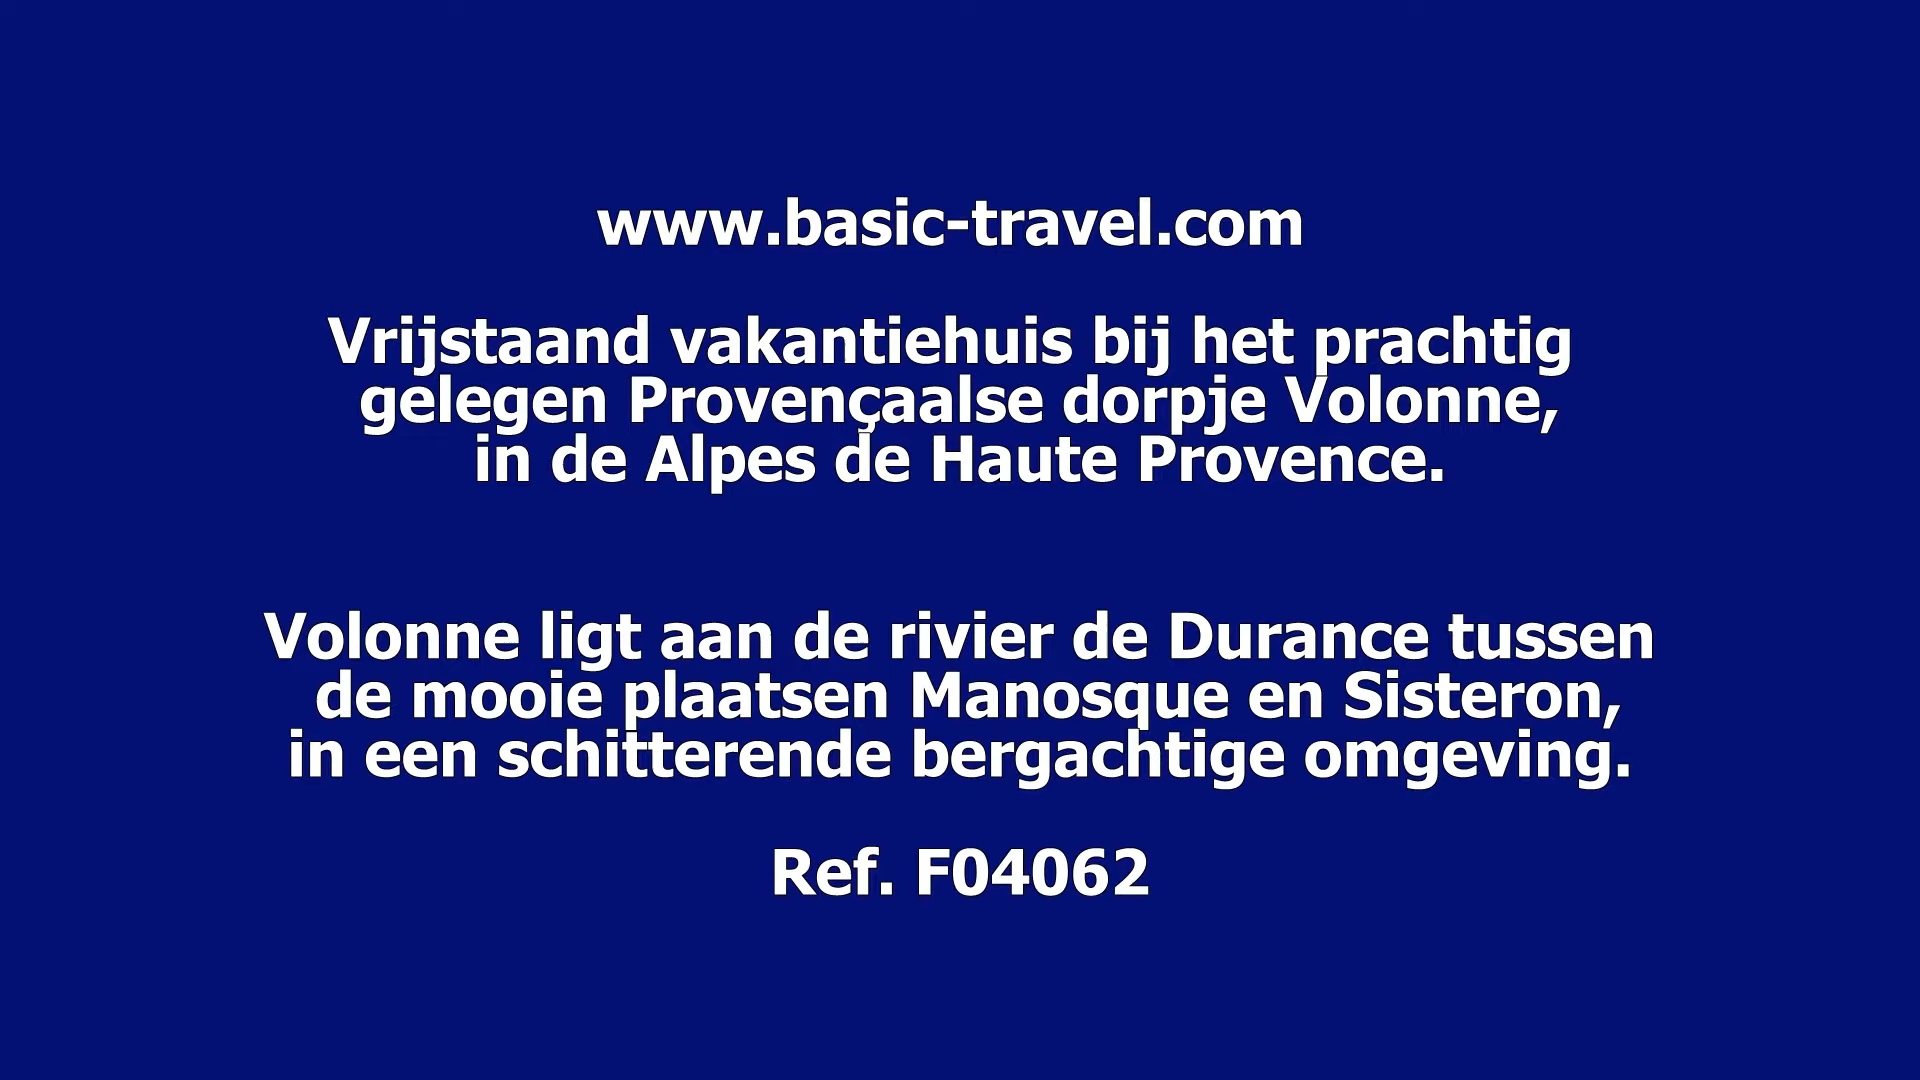 www.basic-travel.com
Vrijstaand vakantiehuis bij het prachtig
gelegen Provençaalse dorpje Volonne,
in de Alpes de Haute Provence.
Volonne ligt aan de rivier de Durance tussen
de mooie plaatsen Manosque en Sisteron,
in een schitterende bergachtige omgeving.
Ref. F04062